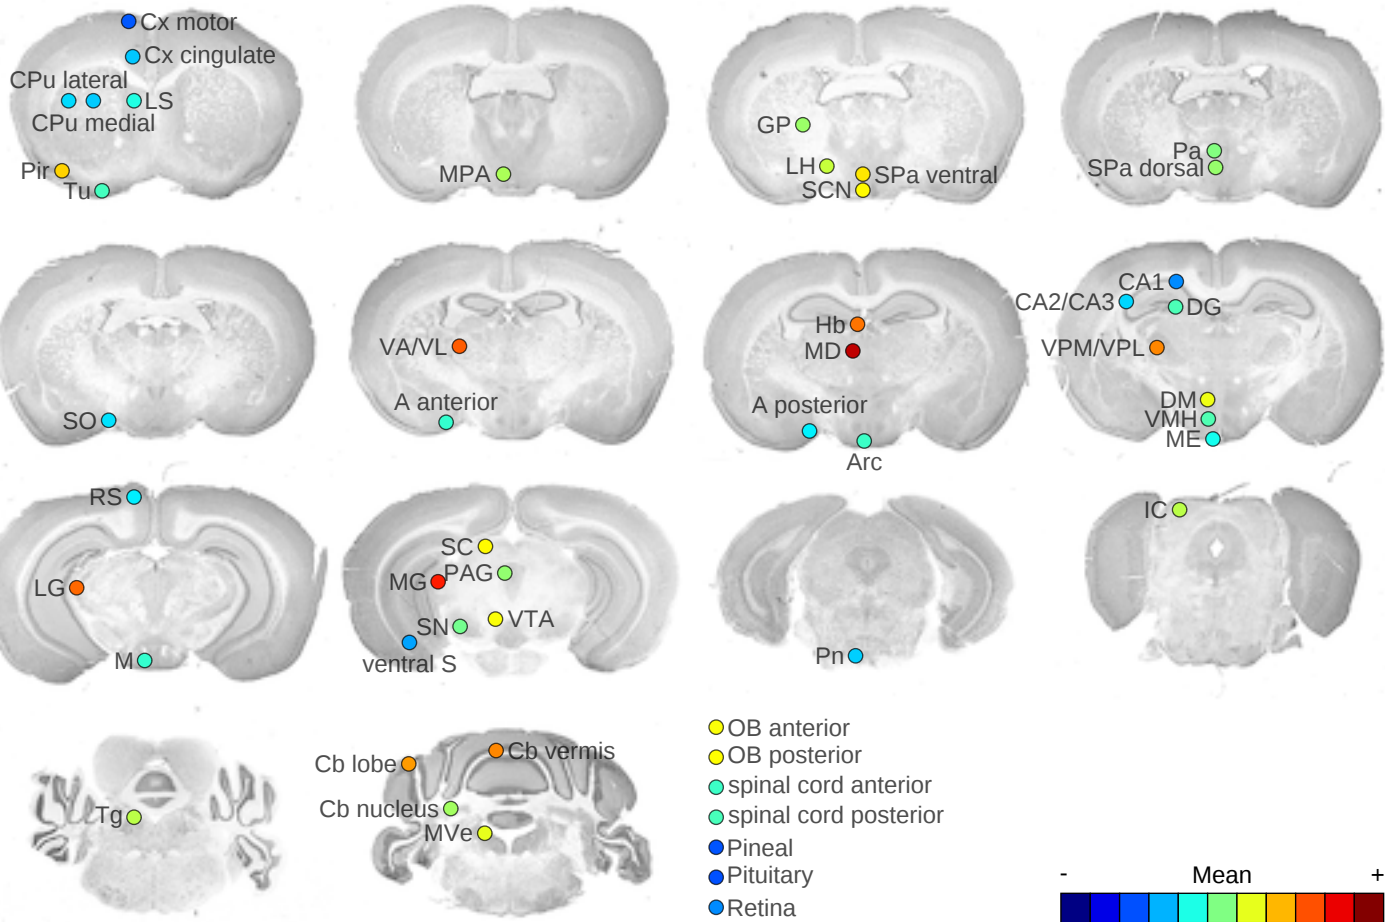 Cx motor
Cx cingulate
CPu lateral
LS
CPu medial
Pir
Tu
MPA
GP
LH
SPa ventral
SCN
Pa
SPa dorsal
SO
VA/VL
A anterior
Hb
MD
A posterior
Arc
CA1
CA2/CA3
DG
VPM/VPL
DM
VMH
ME
RS
LG
M
SC
MG
PAG
SN
VTA
ventral S
Pn
IC
Tg
Cb lobe
Cb vermis
Cb nucleus
MVe
OB anterior
OB posterior
spinal cord anterior
spinal cord posterior
Pineal
Pituitary
Retina
- Mean +